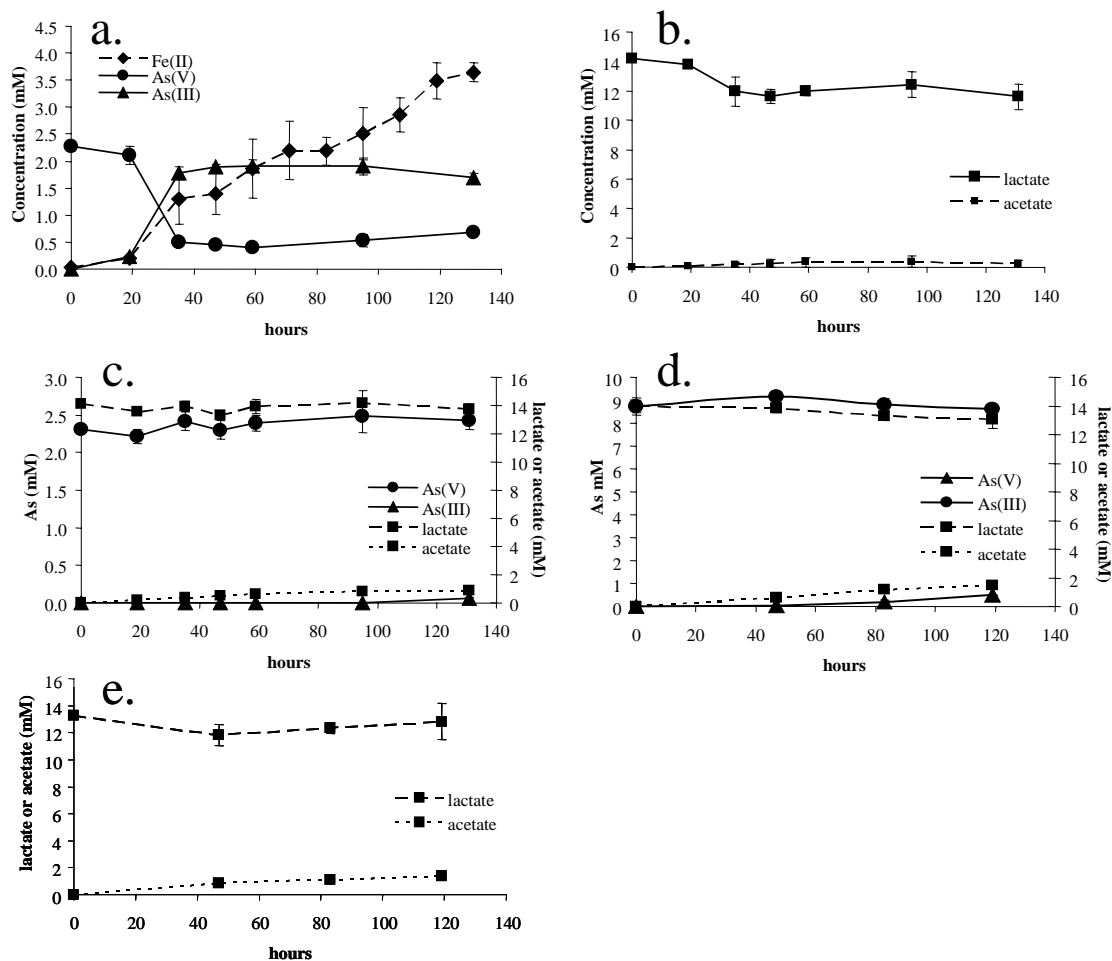 a.
Concentration (mM)
4.5
4.0
3.5
3.0
2.5
2.0
1.5
1.0
0.5
0.0
Fe(II)
As(V)
As(III)
0 20 40 60 80 100 120 140
hours
b.
Concentration (mM)
16
14
12
10
8
6
4
2
0
lactate
acetate
0 20 40 60 80 100 120 140
hours
c.
As (mM)
3.0
2.5
2.0
1.5
1.0
0.5
0.0
As(V)
As(III)
lactate
acetate
16
14
12
10
8
6
4
2
0
lactate or acetate (mM)
0 20 40 60 80 100 120 140
hours
d.
As mM
10
9
8
7
6
5
4
3
2
1
0
As(V)
As(III)
lactate
acetate
16
14
12
10
8
6
4
2
0
lactate or acetate (mM)
0 20 40 60 80 100 120 140
hours
e.
lactate or acetate (mM)
16
14
12
10
8
6
4
2
0
lactate
acetate
0 20 40 60 80 100 120 140
hours